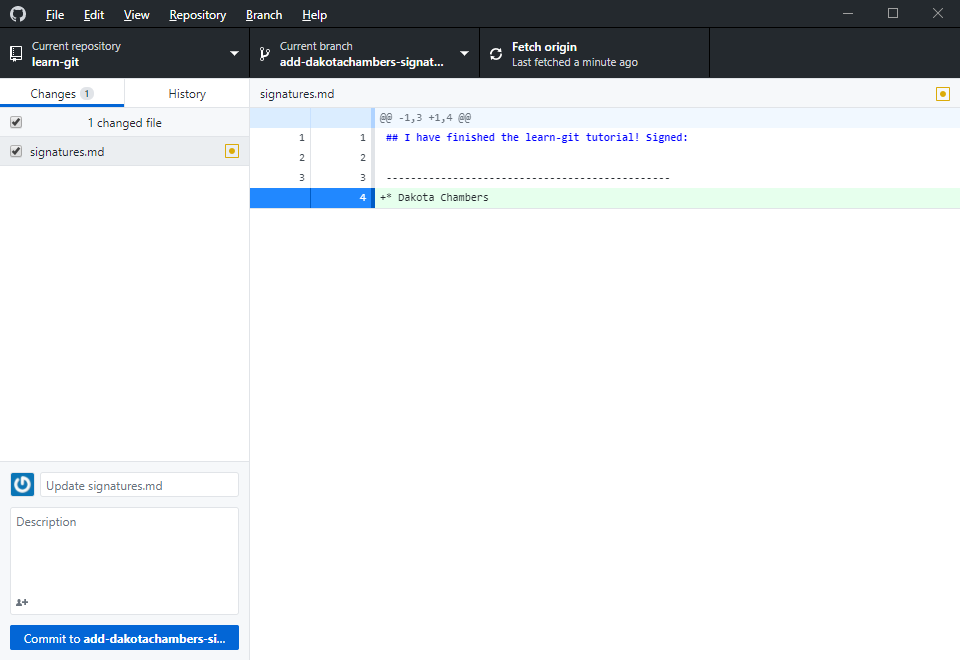 File Edit View Repository Branch Help
Current repository
learn-git
Current branch
add-dakotachambers-signat...
Fetch origin
Last fetched a minute ago
Changes 1 History
1 changed file
signatures.md
signatures.md
@@ -1,3 +1,4 @@
1 1 ## I have finished the learn-git tutorial! Signed:
2 2
3 3 -----------------------------------------------
4 +* Dakota Chambers
Update signatures.md
Description
Commit to add-dakotachambers-si...